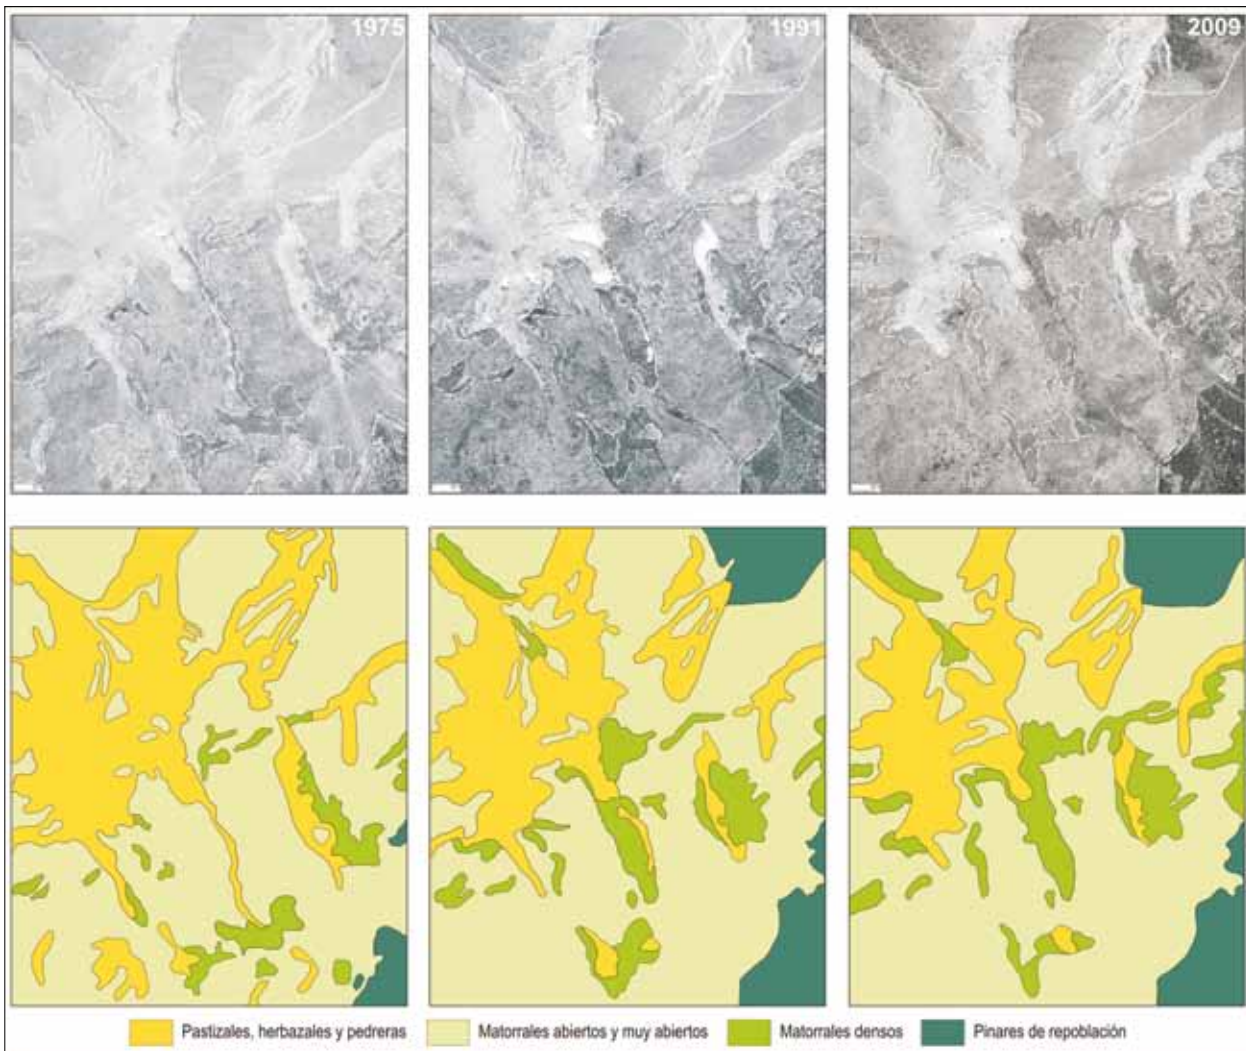 1975
1991
2009
Pastizales, herbazales y pedreras
Matorrales abiertos y muy abiertos
Matorrales densos
Pinares de repoblación